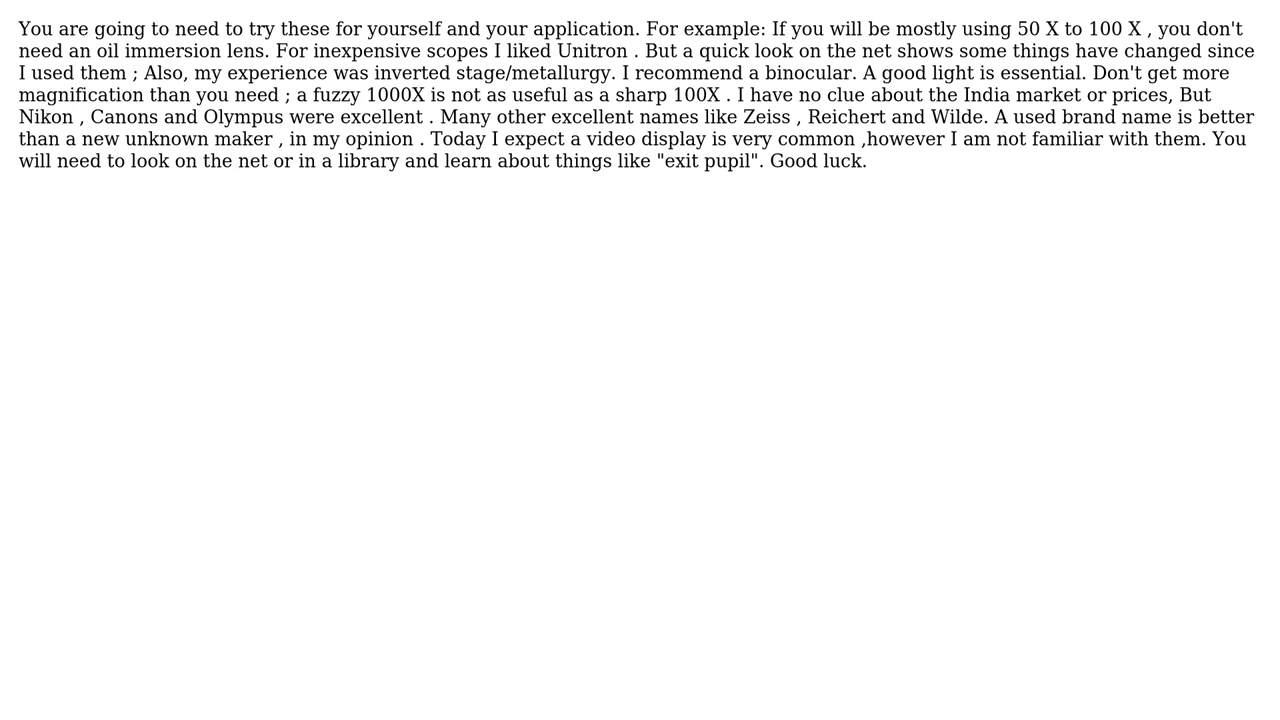 You are going to need to try these for yourself and your application. For example: If you will be mostly using 50 X to 100 X , you don't
need an oil immersion lens. For inexpensive scopes I liked Unitron . But a quick look on the net shows some things have changed since
I used them ; Also, my experience was inverted stage/metallurgy. I recommend a binocular. A good light is essential. Don't get more
magnification than you need ; a fuzzy 1000X is not as useful as a sharp 100X . I have no clue about the India market or prices, But
Nikon , Canons and Olympus were excellent . Many other excellent names like Zeiss , Reichert and Wilde. A used brand name is better
than a new unknown maker , in my opinion . Today I expect a video display is very common ,however I am not familiar with them. You
will need to look on the net or in a library and learn about things like "exit pupil". Good luck.